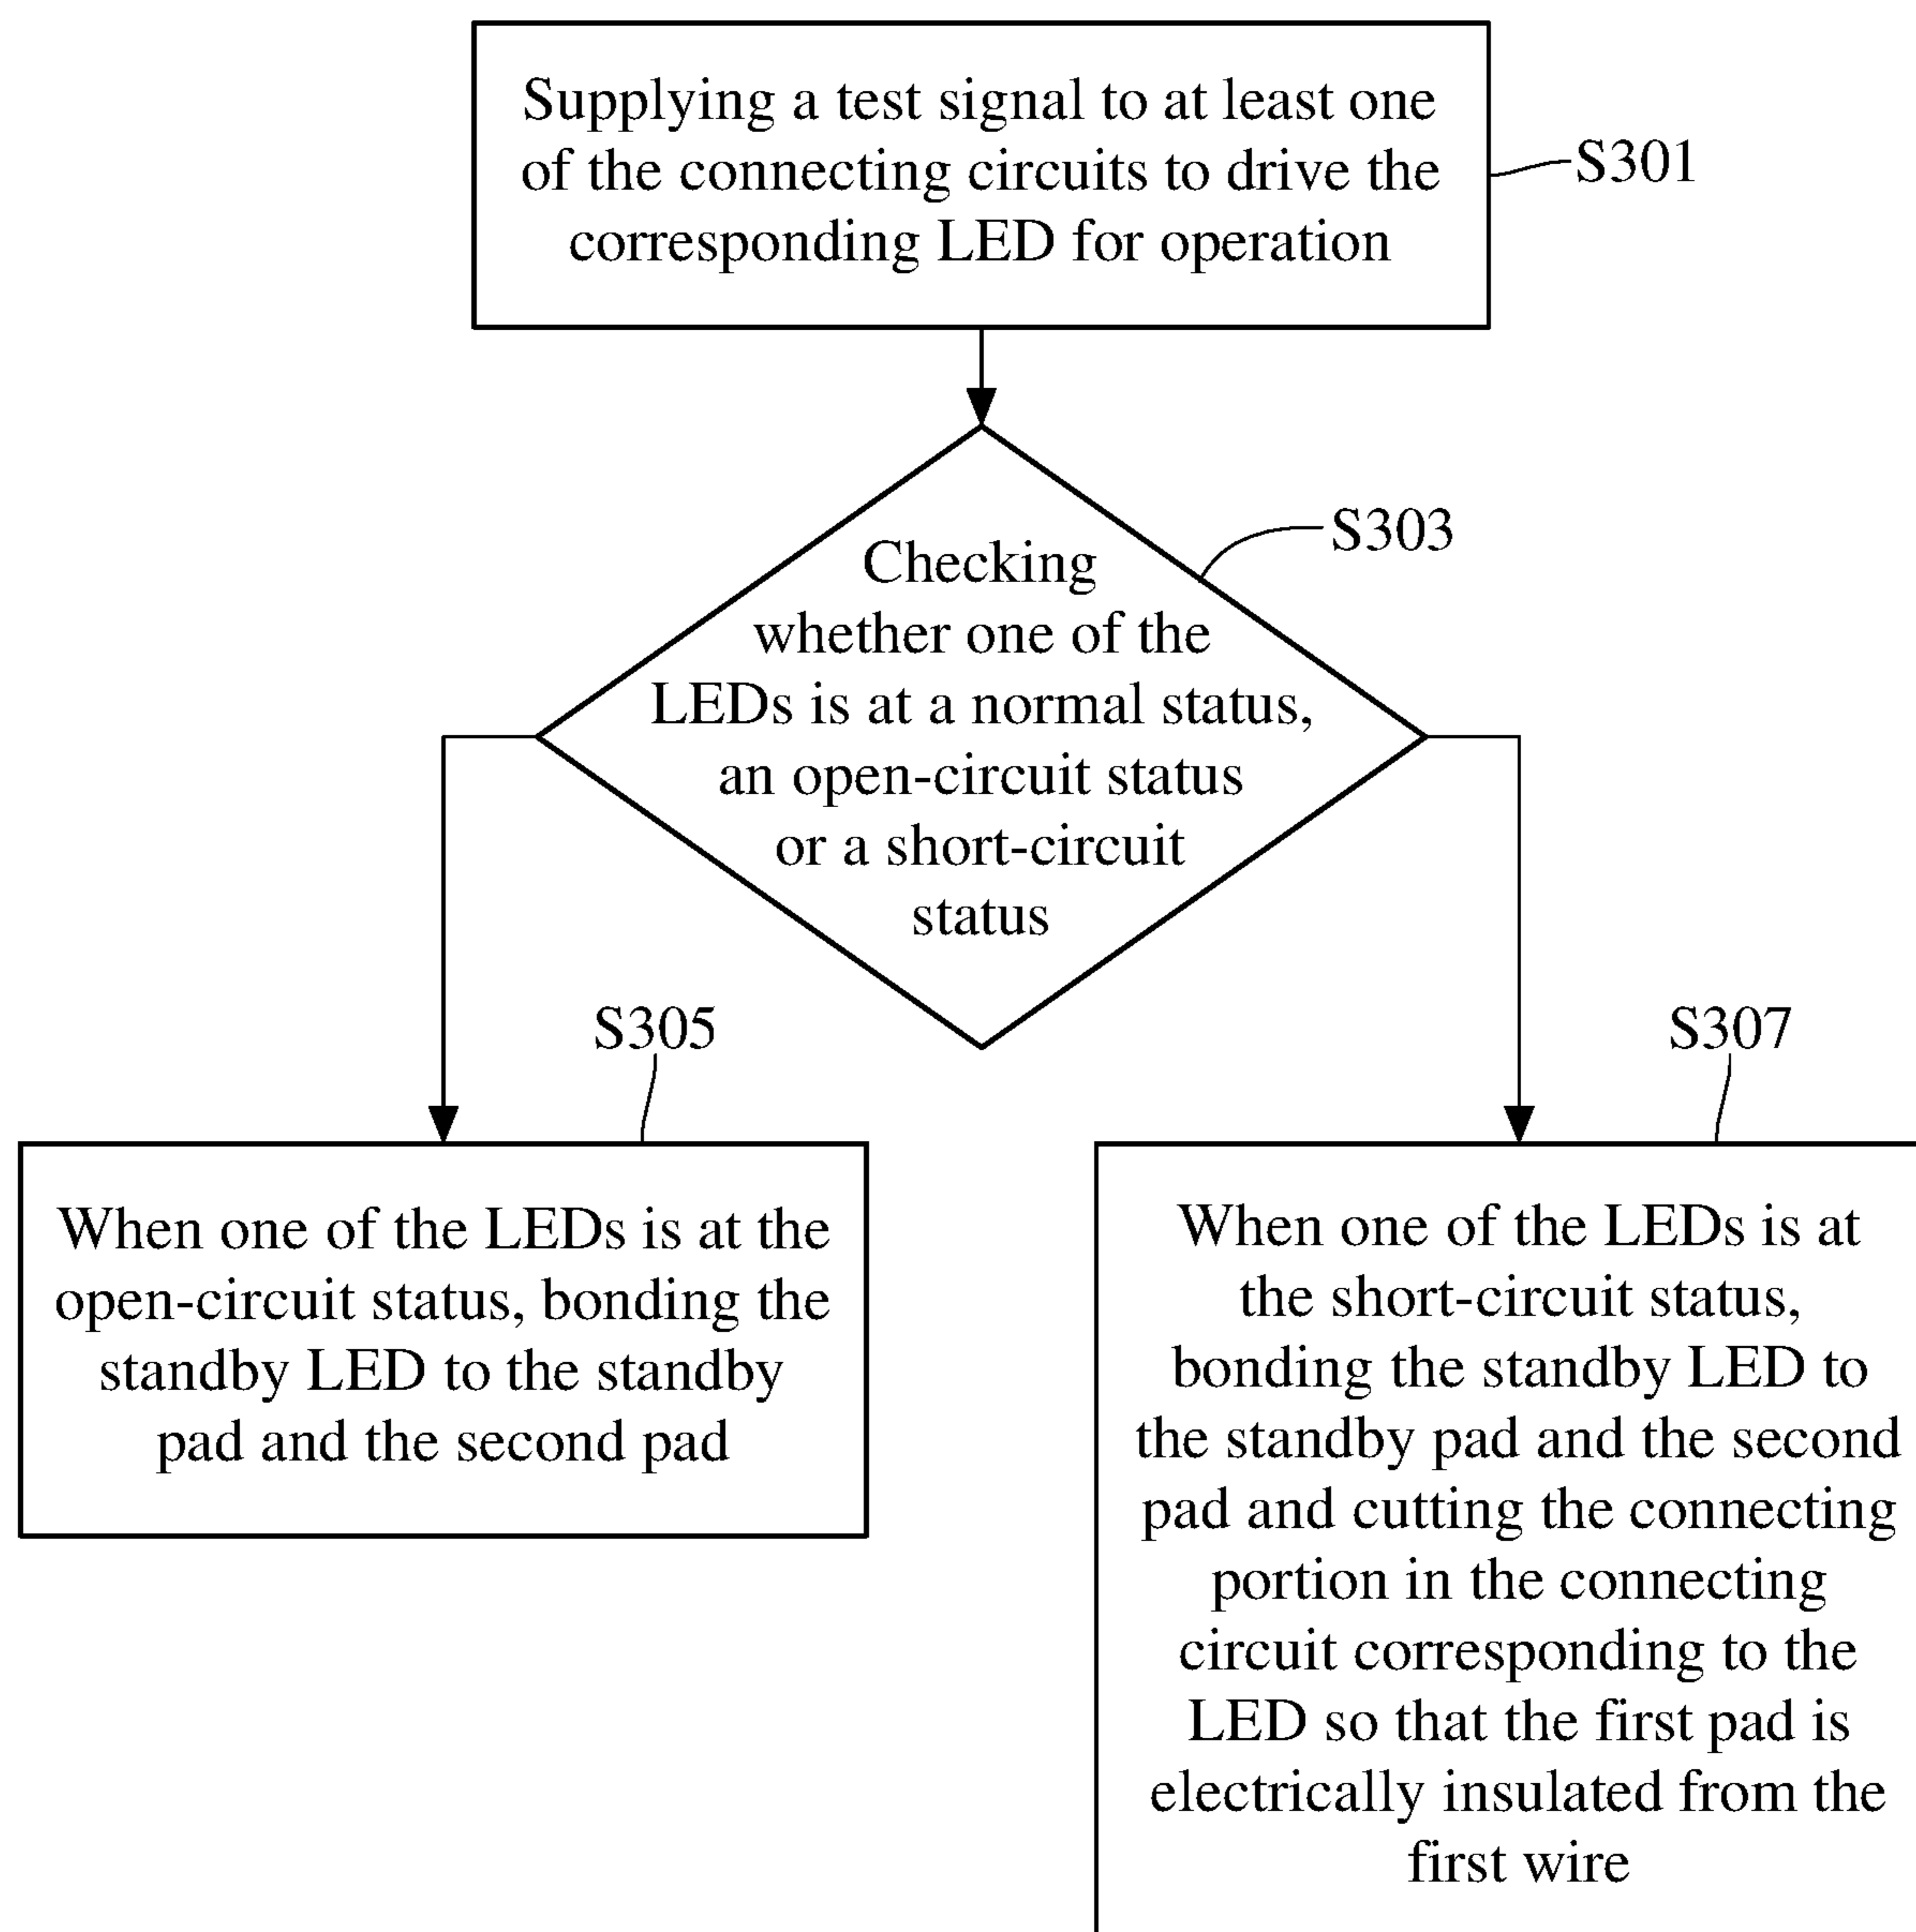 Supplying a test signal to at least one
of the connecting circuits to drive the
corresponding LED for operation
S301
S303
Checking
whether one of the
LEDs is at a normal status,
an open-circuit status
or a short-circuit
status
S305
When one of the LEDs is at the
open-circuit status, bonding the
standby LED to the standby
pad and the second pad
S307
When one of the LEDs is at
the short-circuit status,
bonding the standby LED to
the standby pad and the second
pad and cutting the connecting
portion in the connecting
circuit corresponding to the
LED so that the first pad is
electrically insulated from the
first wire